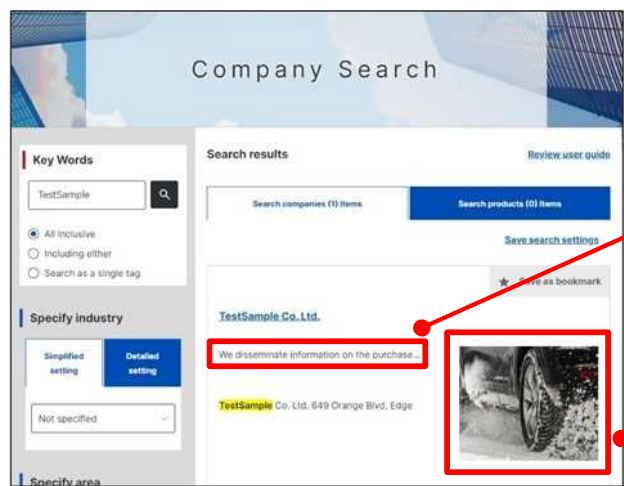 Company Search
Key Words
TestSample
All Inclusive
Including either
Search as a single tag
Specify industry
Simplified setting
Detailed setting
Not specified
Specify area
Search results
Review user guide
Search companies (1) Items
Search products (0) Items
Save search settings
Save as bookmark
TestSample Co. Ltd.
We disseminate information on the purchase...
TestSample Co. Ltd. 649 Orange Blvd, Edge